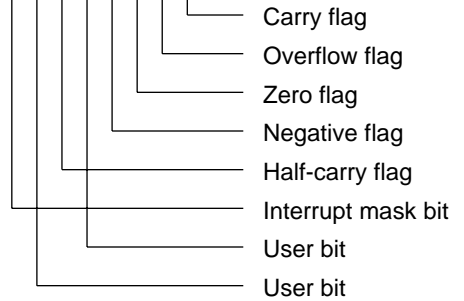 Carry flag
Overflow flag
Zero flag
Negative flag
Half-carry flag
Interrupt mask bit
User bit
User bit